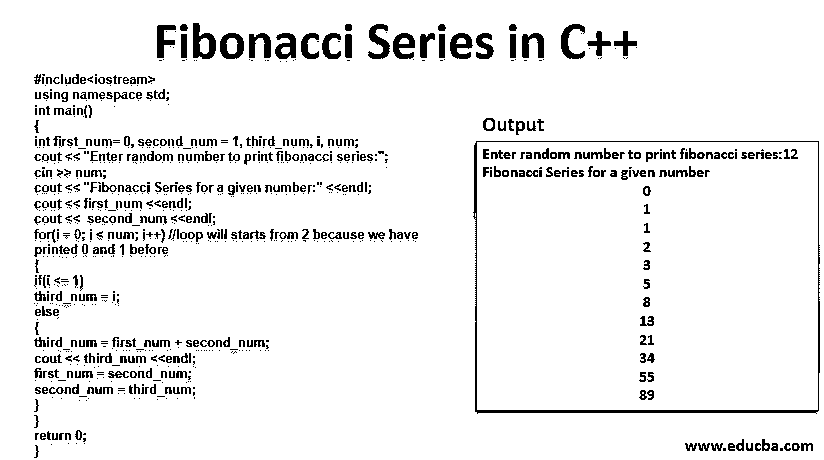 Fibonacci Series in C++
#include<iostream>
using namespace std;
int main()
{
int first_num= 0, second_num = 1, third_num, i, num;
cout << "Enter random number to print fibonacci series:";
cin >> num;
cout << "Fibonacci Series for a given number:" <<endl;
cout << first_num <<endl;
cout << second_num <<endl;
for(i = 0; i < num; i++) //loop will starts from 2 because we have
printed 0 and 1 before
{
if(i <= 1)
third_num = i;
else
{
third_num = first_num + second_num;
cout << third_num <<endl;
first_num = second_num;
second_num = third_num;
}
}
return 0;
}
Output
Enter random number to print fibonacci series:12
Fibonacci Series for a given number
0
1
1
2
3
5
8
13
21
34
55
89
www.educba.com